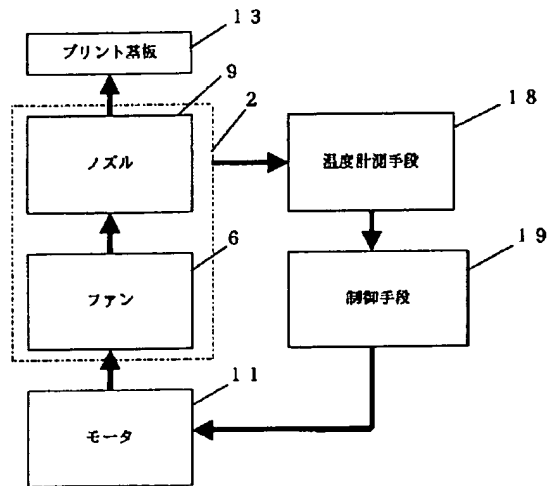 １３
プリント基板
９
２
１８
ノズル
温度計測手段
６
１９
ファン
制御手段
１１
モータ